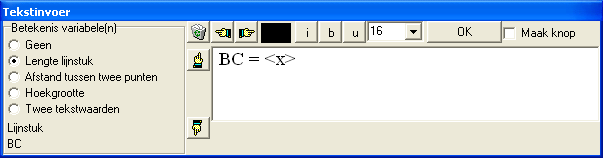 Tekstinvoer
Betekenis variabele(n)
Geen
Lengte lijnstuk
Afstand tussen twee punten
Hoekgrootte
Twee tekstwaarden
Lijnstuk
BC
i b u 16 OK Maak knop
BC = <x>